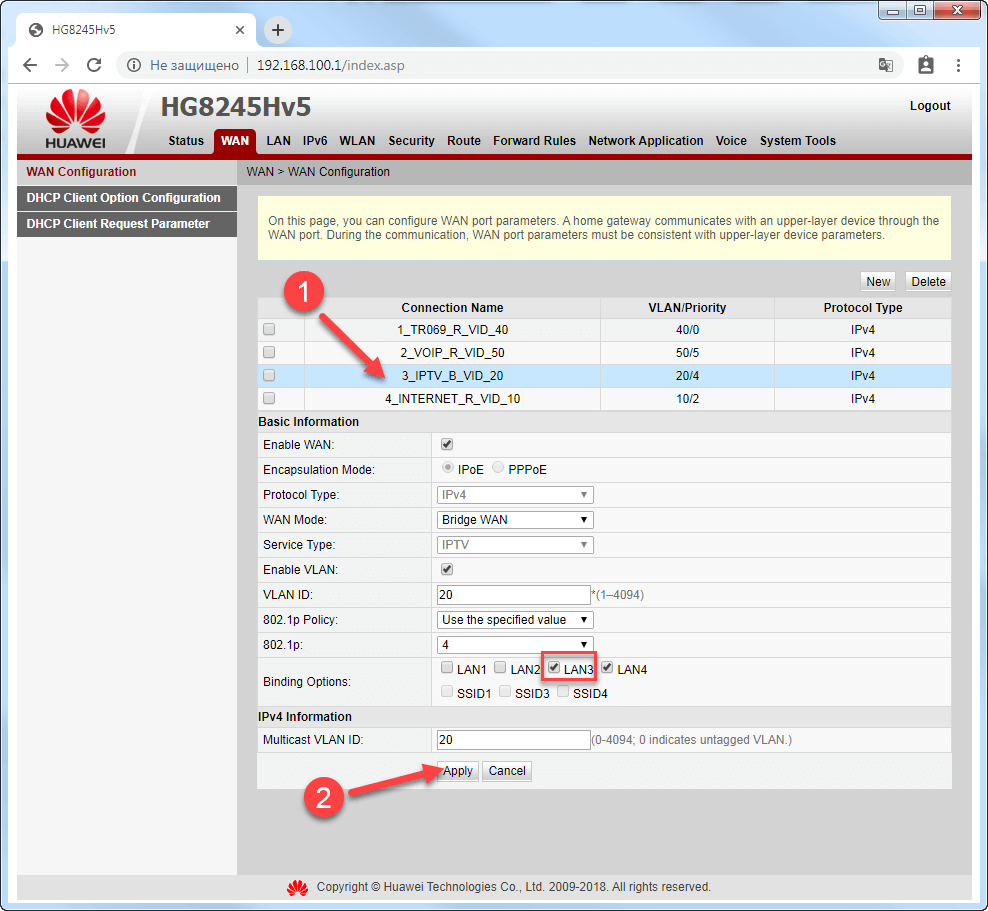 HG8245Hv5
Не защищено 192.168.100.1/index.asp
HUAWEI
HG8245Hv5
Logout
Status WAN LAN IPv6 WLAN Security Route Forward Rules Network Application Voice System Tools
WAN Configuration
DHCP Client Option Configuration
DHCP Client Request Parameter
WAN > WAN Configuration
On this page, you can configure WAN port parameters. A home gateway communicates with an upper-layer device through the
WAN port. During the communication, WAN port parameters must be consistent with upper-layer device parameters.
New Delete
1
Connection Name VLAN/Priority Protocol Type
1_TR069_R_VID_40 40/0 IPv4
2_VOIP_R_VID_50 50/5 IPv4
3_IPTV_B_VID_20 20/4 IPv4
4_INTERNET_R_VID_10 10/2 IPv4
Basic Information
Enable WAN:
Encapsulation Mode: IPoE PPPoE
Protocol Type: IPv4
WAN Mode: Bridge WAN
Service Type: IPTV
Enable VLAN:
VLAN ID: 20 *(1–4094)
802.1p Policy: Use the specified value
802.1p: 4
Binding Options: LAN1 LAN2 LAN3 LAN4
SSID1 SSID3 SSID4
IPv4 Information
Multicast VLAN ID: 20 (0-4094; 0 indicates untagged VLAN.)
Apply Cancel
2
Copyright © Huawei Technologies Co., Ltd. 2009-2018. All rights reserved.